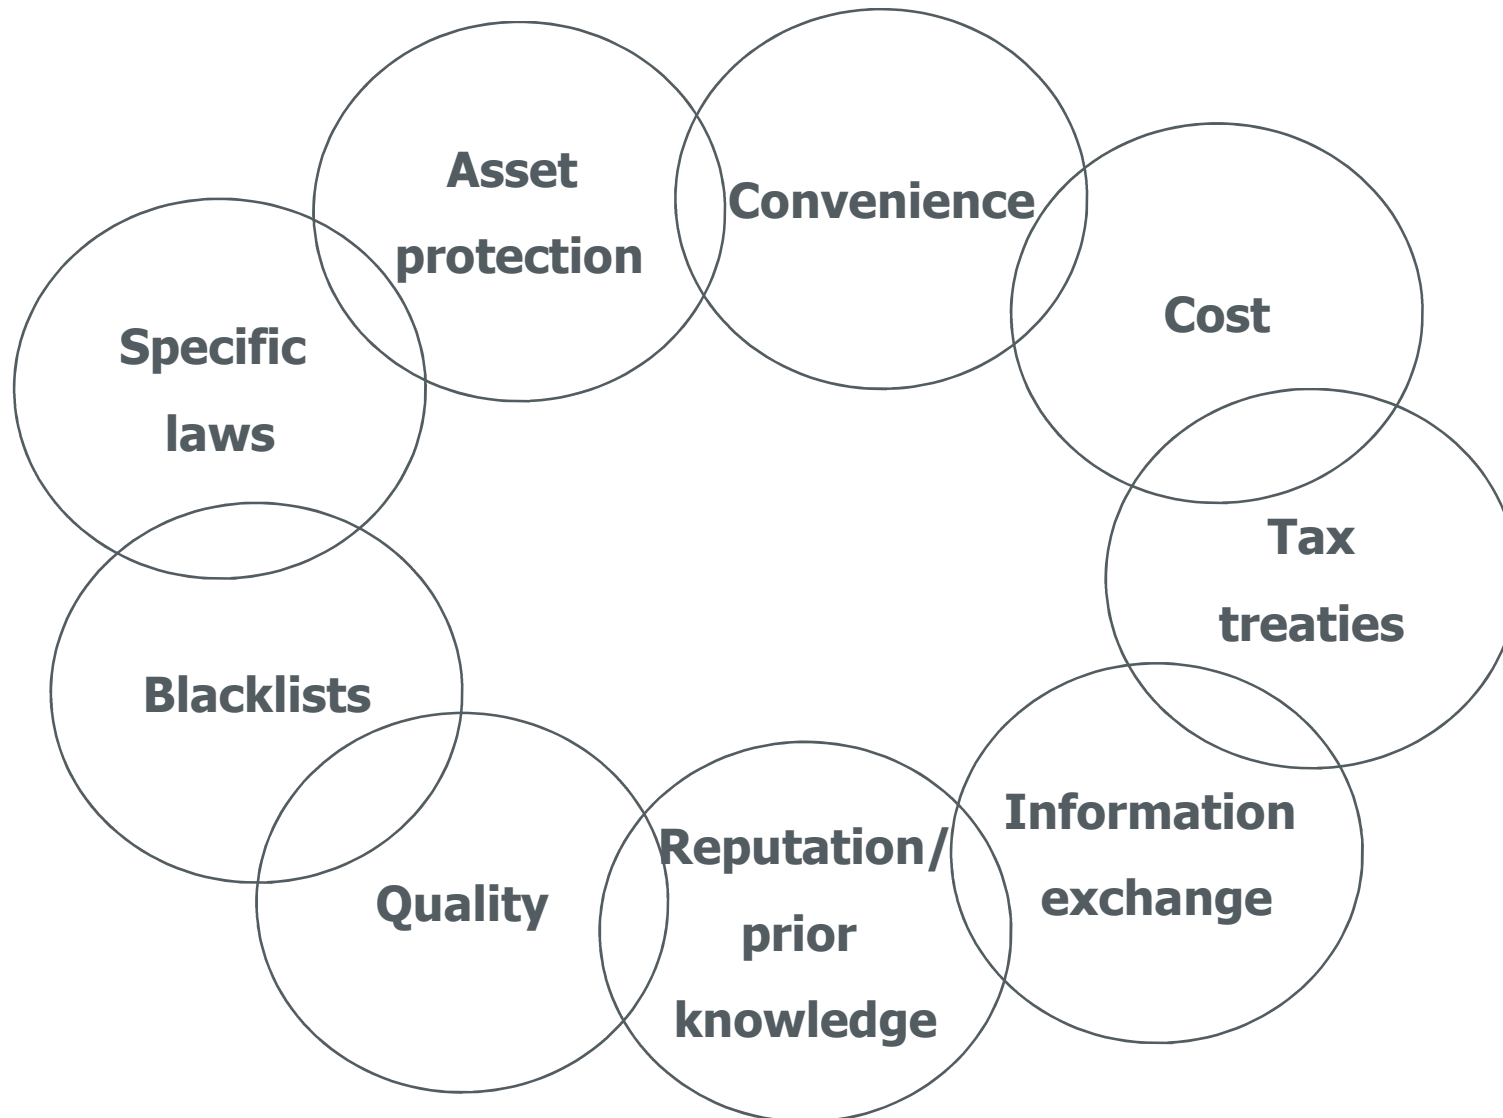 Asset
protection
Convenience
Cost
Specific
laws
Tax
treaties
Blacklists
Information
exchange
Reputation/
prior
knowledge
Quality